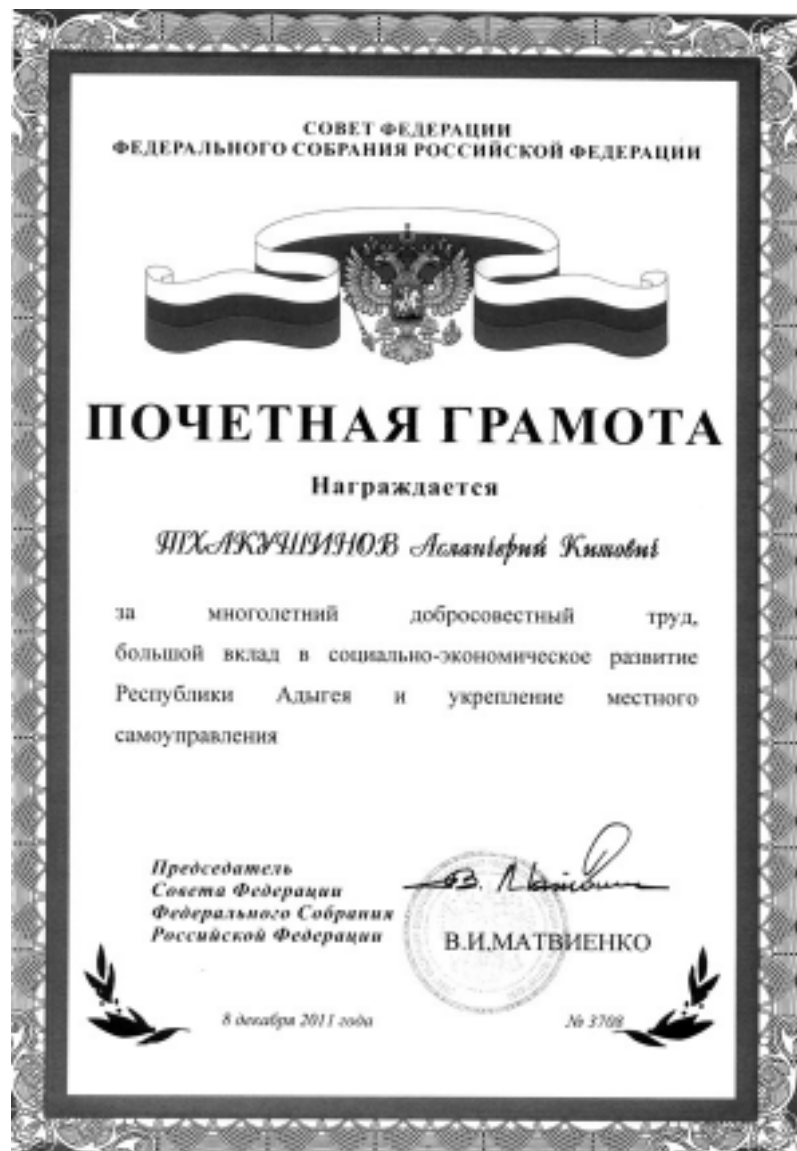 СОВЕТ ФЕДЕРАЦИИ
ФЕДЕРАЛЬНОГО СОБРАНИЯ РОССИЙСКОЙ ФЕДЕРАЦИИ
ПОЧЕТНАЯ ГРАМОТА
Награждается
ТХАКУШИНОВ Асланчерий Китович
за многолетний добросовестный труд,
большой вклад в социально-экономическое развитие
Республики Адыгея и укрепление местного
самоуправления
Председатель
Совета Федерации
Федерального Собрания
Российской Федерации
В.И.МАТВИЕНКО
8 декабря 2011 года
№ 3708